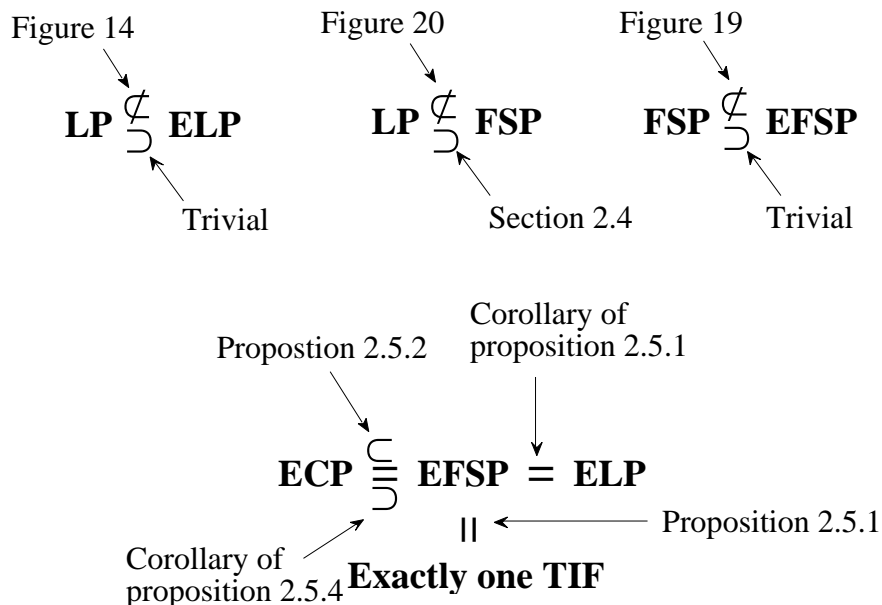 Figure 14
Figure 20
Figure 19
LP ⊄ ⊃ ELP
LP ⊄ ⊃ FSP
FSP ⊄ ⊃ EFSP
Trivial
Section 2.4
Trivial
Corollary of
proposition 2.5.1
Propostion 2.5.2
ECP ⊂ = ⊃ EFSP = ELP
=
Proposition 2.5.1
Corollary of
proposition 2.5.4
Exactly one TIF